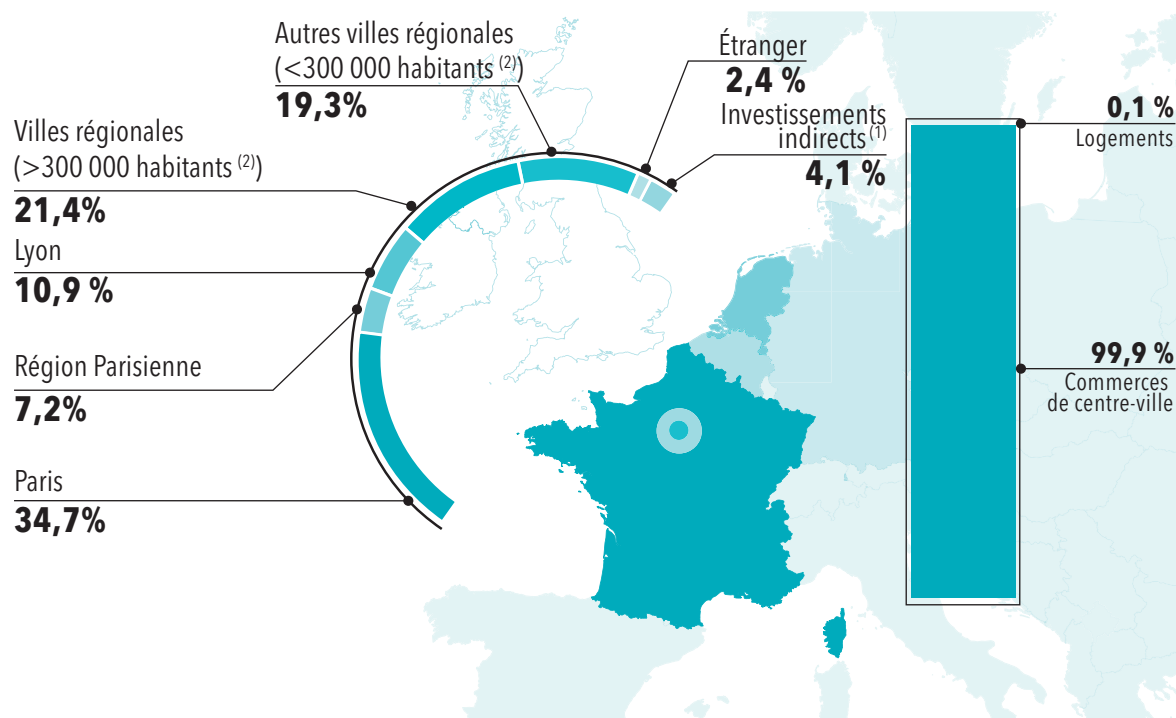 Autres villes régionales
(<300 000 habitants (2))
19,3%
Étranger
2,4 %
Investissements
indirects (1)
4,1 %
Villes régionales
(>300 000 habitants (2))
21,4%
Lyon
10,9 %
Région Parisienne
7,2%
Paris
34,7%
0,1 %
Logements
99,9 %
Commerces
de centre-ville